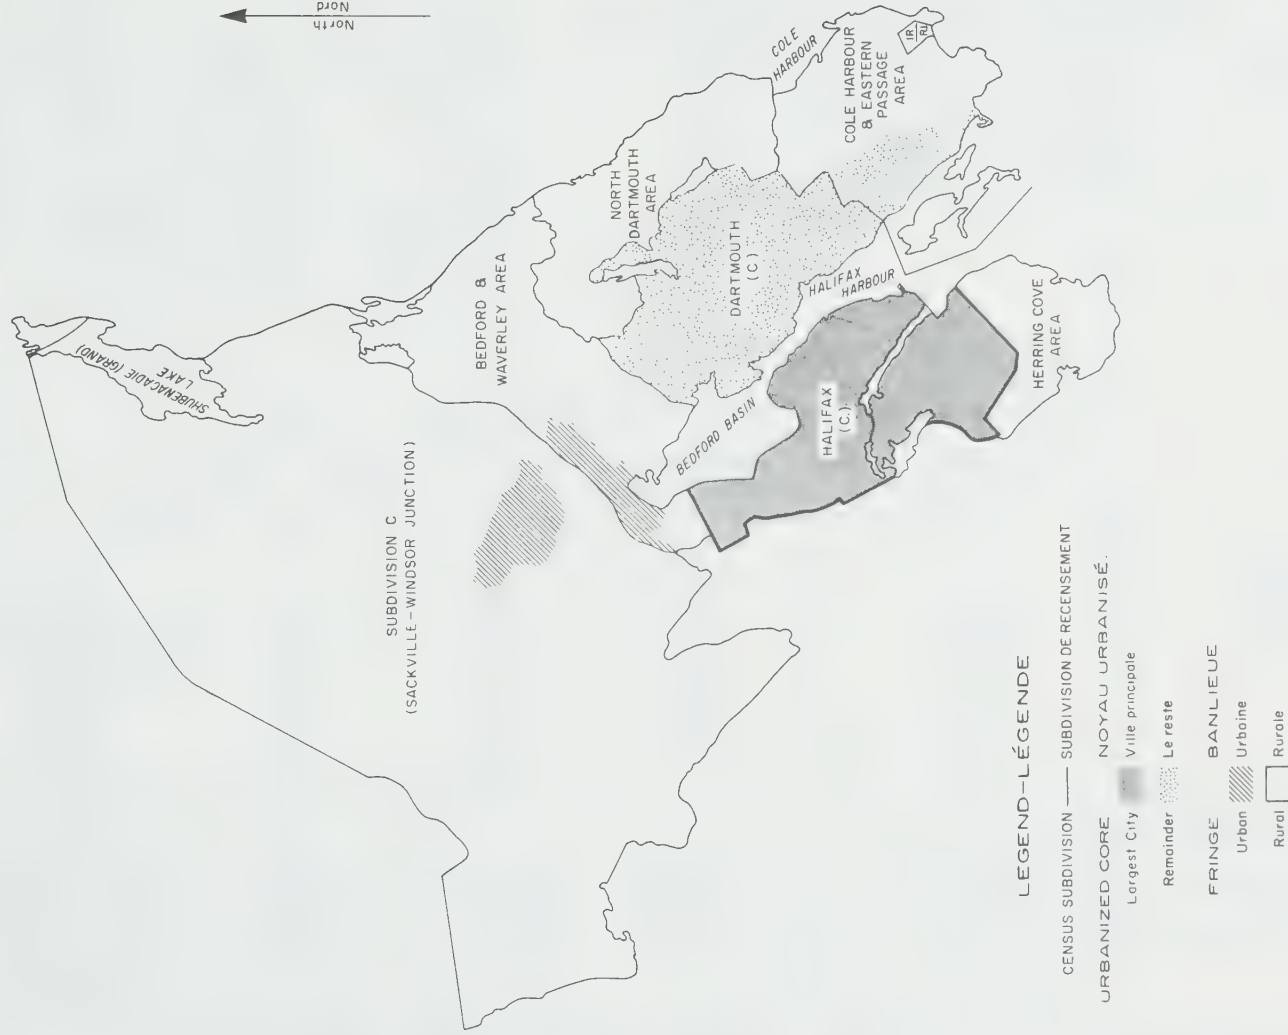 North
Nord
SHUBENACADIE (GRAND)
LAKE
SUBDIVISION C
(SACKVILLE-WINDSOR JUNCTION)
BEDFORD &
WAVERLEY AREA
NORTH
DARTMOUTH
AREA
COLE
HARBOUR
COLE HARBOUR
& EASTERN
PASSAGE
AREA
IR
RI
DARTMOUTH
(C)
HALIFAX
HARBOUR
BEDFORD BASIN
HALIFAX
(C.)
HERRING COVE
AREA
LEGEND-LÉGENDE
CENSUS SUBDIVISION —— SUBDIVISION DE RECENSEMENT
URBANIZED CORE NOYAU URBANISÉ.
Largest City Ville principale
Remainder Le reste
FRINGE BANLIEUE
Urban Urbaine
Rural Rurale